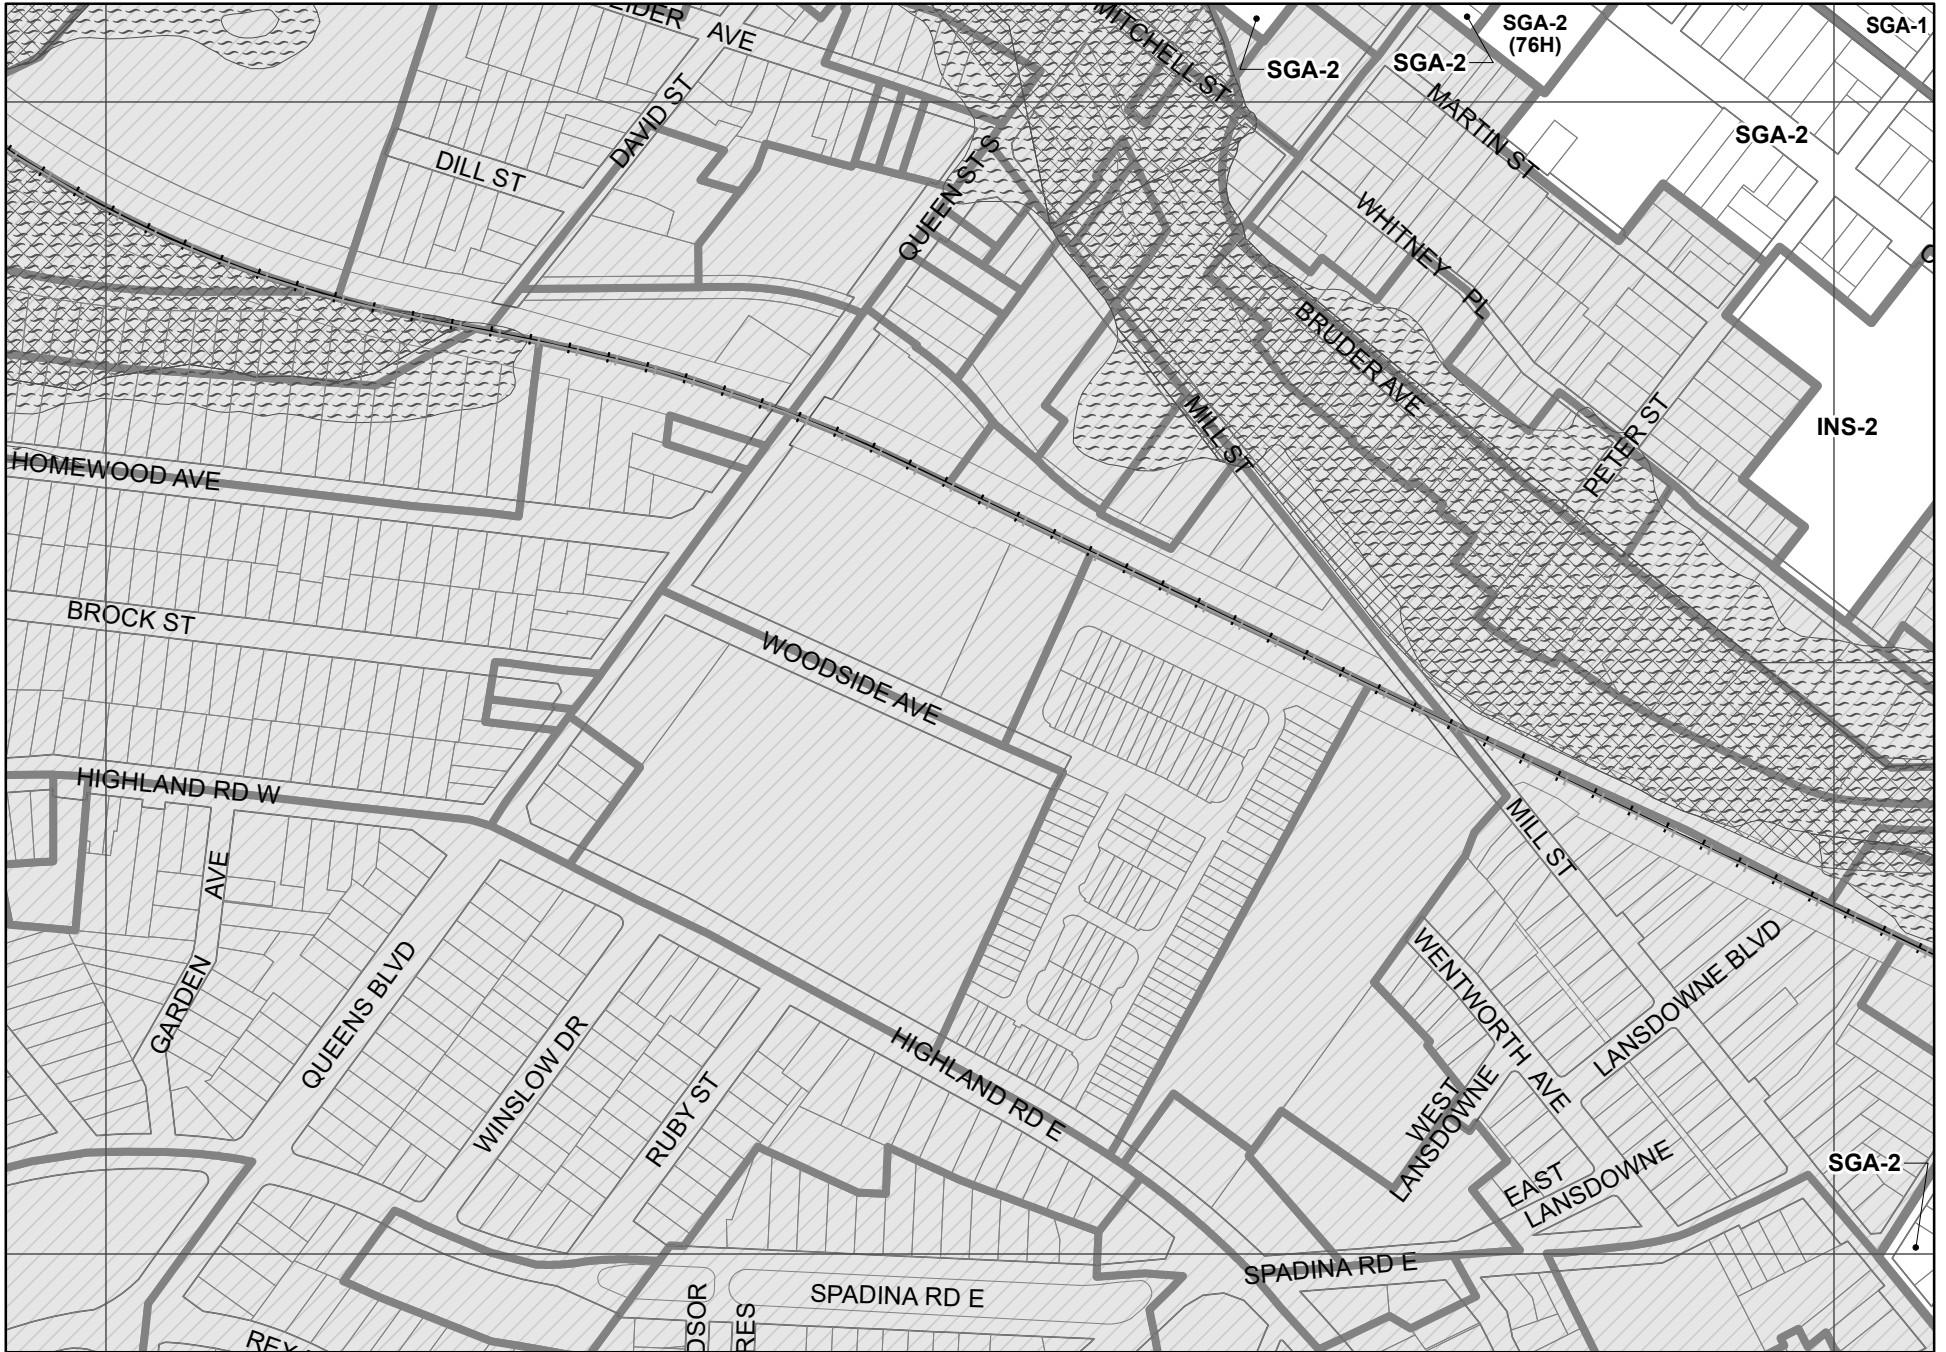 AVE
MITCHELL ST
SGA-2
SGA-2
SGA-2
(76H)
SGA-1
DAVID ST
DILL ST
QUEEN ST S
MARTIN ST
SGA-2
WHITNEY PL
BRUDER AVE
MILL ST
PETER ST
INS-2
HOMEWOOD AVE
BROCK ST
WOODSIDE AVE
HIGHLAND RD W
GARDEN AVE
QUEENS BLVD
WINSLOW DR
RUBY ST
HIGHLAND RD E
MILL ST
WENTWORTH AVE
LANSDOWNE BLVD
WEST
LANSDOWNE
EAST
LANSDOWNE
SGA-2
SPADINA RD E
SPADINA RD E
DSOR
RES